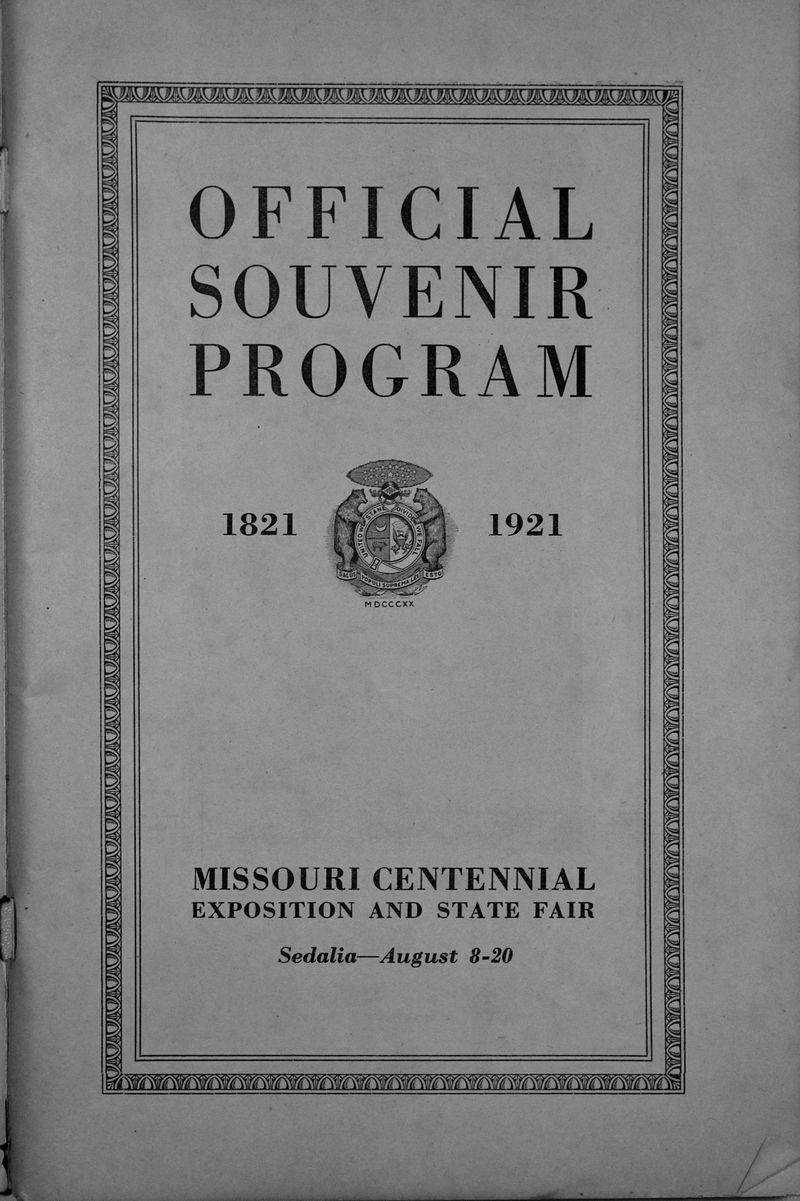 OFFICIAL
SOUVENIR
PROGRAM
1821 1921
UNITED WE STAND DIVIDED WE FALL
SALUS POPULI SUPREMA LEX ESTO
MDCCCXX
MISSOURI CENTENNIAL
EXPOSITION AND STATE FAIR
Sedalia—August 8-20